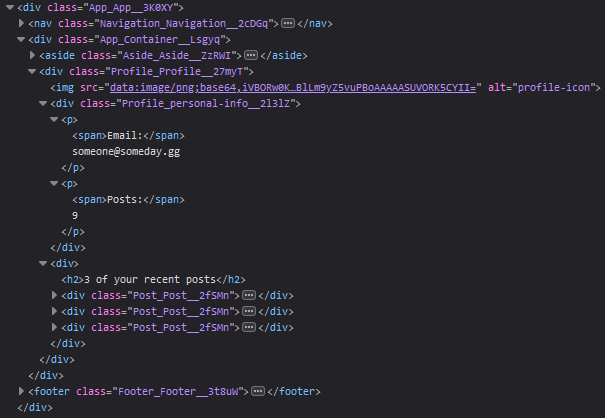 <div class="App_App__3K0XY">
<nav class="Navigation_Navigation__2cDGq">…</nav>
<div class="App_Container__Lsgyq">
<aside class="Aside_Aside__ZzRWI">…</aside>
<div class="Profile_Profile__27myT">
<img src="data:image/png;base64,iVBORw0K…BlLm9yZ5vuPBoAAAAASUVORK5CYII=" alt="profile-icon">
<div class="Profile_personal-info__2l3lZ">
<p>
<span>Email:</span>
someone@someday.gg
</p>
<p>
<span>Posts:</span>
9
</p>
</div>
<div>
<h2>3 of your recent posts</h2>
<div class="Post_Post__2fSMn">…</div>
<div class="Post_Post__2fSMn">…</div>
<div class="Post_Post__2fSMn">…</div>
</div>
</div>
</div>
<footer class="Footer_Footer__3t8uW">…</footer>
</div>